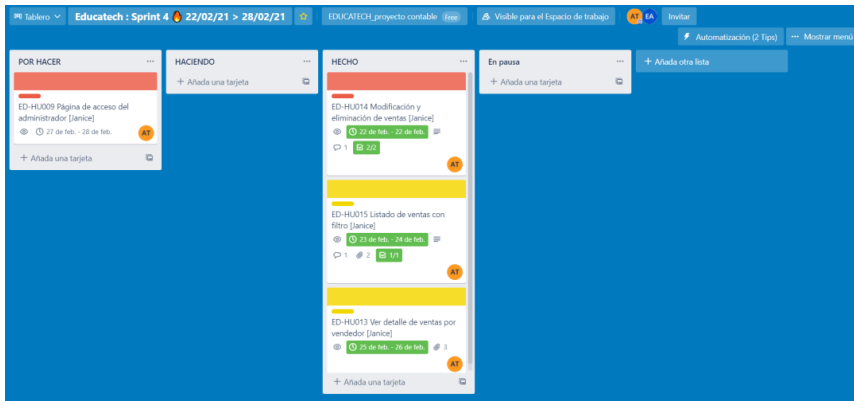 Tablero
Educatech : Sprint 4 🔥 22/02/21 > 28/02/21
EDUCATECH_proyecto contable Free
Visible para el Espacio de trabajo
AT EA
Invitar
Automatización (2 Tips)
··· Mostrar menú
POR HACER ···
ED-HU009 Página de acceso del
administrador [Janice]
27 de feb. - 28 de feb.
AT
+ Añada una tarjeta
HACIENDO ···
+ Añada una tarjeta
HECHO ···
ED-HU014 Modificación y
eliminación de ventas [Janice]
22 de feb. - 22 de feb.
1 2/2
AT
ED-HU015 Listado de ventas con
filtro [Janice]
23 de feb. - 24 de feb.
1 2 1/1
AT
ED-HU013 Ver detalle de ventas por
vendedor [Janice]
25 de feb. - 26 de feb. 3
AT
+ Añada una tarjeta
En pausa ···
+ Añada una tarjeta
+ Añada otra lista